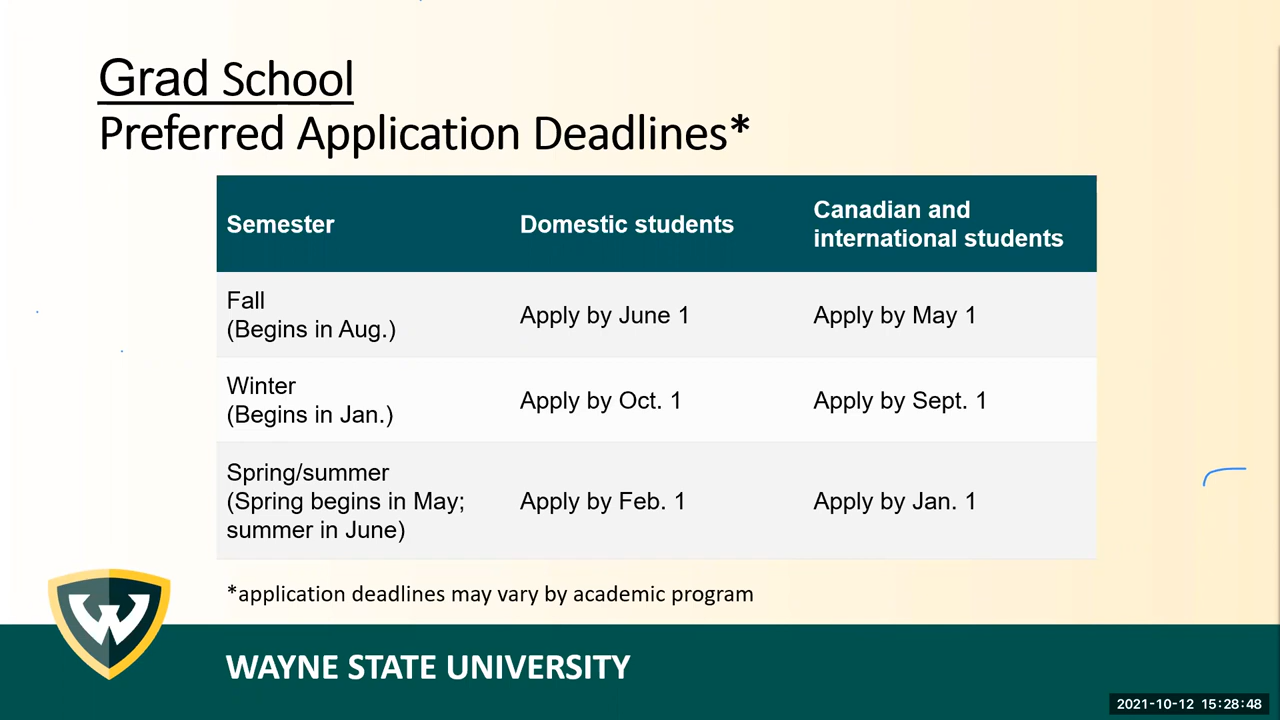 Grad School
Preferred Application Deadlines*
Semester
Domestic students
Canadian and
international students
Fall
(Begins in Aug.)
Apply by June 1
Apply by May 1
Winter
(Begins in Jan.)
Apply by Oct. 1
Apply by Sept. 1
Spring/summer
(Spring begins in May;
summer in June)
Apply by Feb. 1
Apply by Jan. 1
*application deadlines may vary by academic program
W
WAYNE STATE UNIVERSITY
2021-10-12 15:28:48